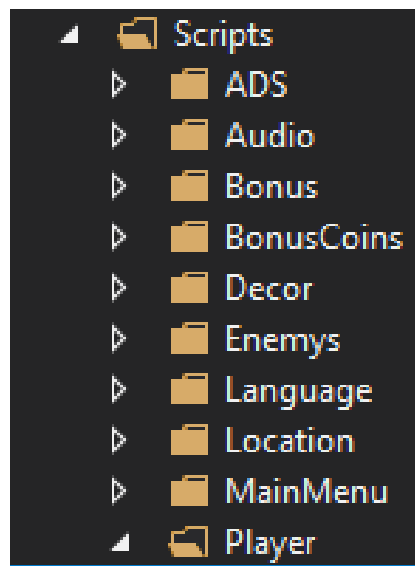 Scripts
ADS
Audio
Bonus
BonusCoins
Decor
Enemys
Language
Location
MainMenu
Player